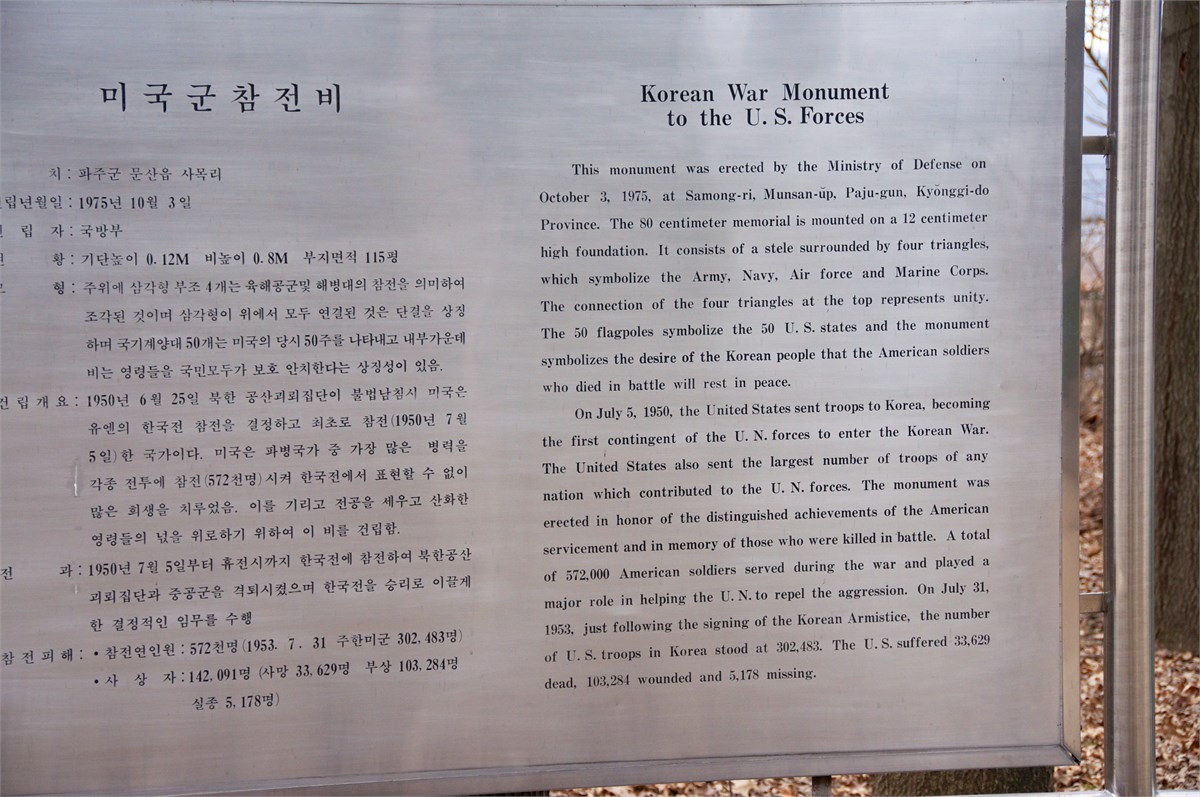 미국군참전비
치 : 파주군 문산읍 사목리
립년월일 : 1975년 10월 3일
립 자 : 국방부
황 : 기단높이 0.12M 비높이 0.8M 부지면적 115평
형 : 주위에 삼각형 부조 4개는 육해공군및 해병대의 참전을 의미하여
조각된 것이며 삼각형이 위에서 모두 연결된 것은 단결을 상징
하며 국기계양대 50개는 미국의 당시 50주를 나타내고 내부가운데
비는 영령들을 국민모두가 보호 안치한다는 상징성이 있음.
건립개요 : 1950년 6월 25일 북한 공산괴뢰집단이 불법남침시 미국은
유엔의 한국전 참전을 결정하고 최초로 참전(1950년 7월
5일)한 국가이다. 미국은 파병국가 중 가장 많은 병력을
각종 전투에 참전(572천명)시켜 한국전에서 표현할 수 없이
많은 희생을 치루었음. 이를 기리고 전공을 세우고 산화한
영령들의 넋을 위로하기 위하여 이 비를 건립함.
전 과 : 1950년 7월 5일부터 휴전시까지 한국전에 참전하여 북한공산
괴뢰집단과 중공군을 격퇴시켰으며 한국전을 승리로 이끌게
한 결정적인 임무를 수행
참전피해 : • 참전연인원 : 572천명(1953. 7. 31 주한미군 302,483명)
• 사 상 자 : 142,091명 (사망 33,629명 부상 103,284명
실종 5,178명)
Korean War Monument
to the U. S. Forces
This monument was erected by the Ministry of Defense on
October 3, 1975, at Samong-ri, Munsan-ŭp, Paju-gun, Kyŏnggi-do
Province. The 80 centimeter memorial is mounted on a 12 centimeter
high foundation. It consists of a stele surrounded by four triangles,
which symbolize the Army, Navy, Air force and Marine Corps.
The connection of the four triangles at the top represents unity.
The 50 flagpoles symbolize the 50 U. S. states and the monument
symbolizes the desire of the Korean people that the American soldiers
who died in battle will rest in peace.
On July 5, 1950, the United States sent troops to Korea, becoming
the first contingent of the U. N. forces to enter the Korean War.
The United States also sent the largest number of troops of any
nation which contributed to the U. N. forces. The monument was
erected in honor of the distinguished achievements of the American
servicement and in memory of those who were killed in battle. A total
of 572,000 American soldiers served during the war and played a
major role in helping the U. N. to repel the aggression. On July 31,
1953, just following the signing of the Korean Armistice, the number
of U. S. troops in Korea stood at 302,483. The U. S. suffered 33,629
dead, 103,284 wounded and 5,178 missing.